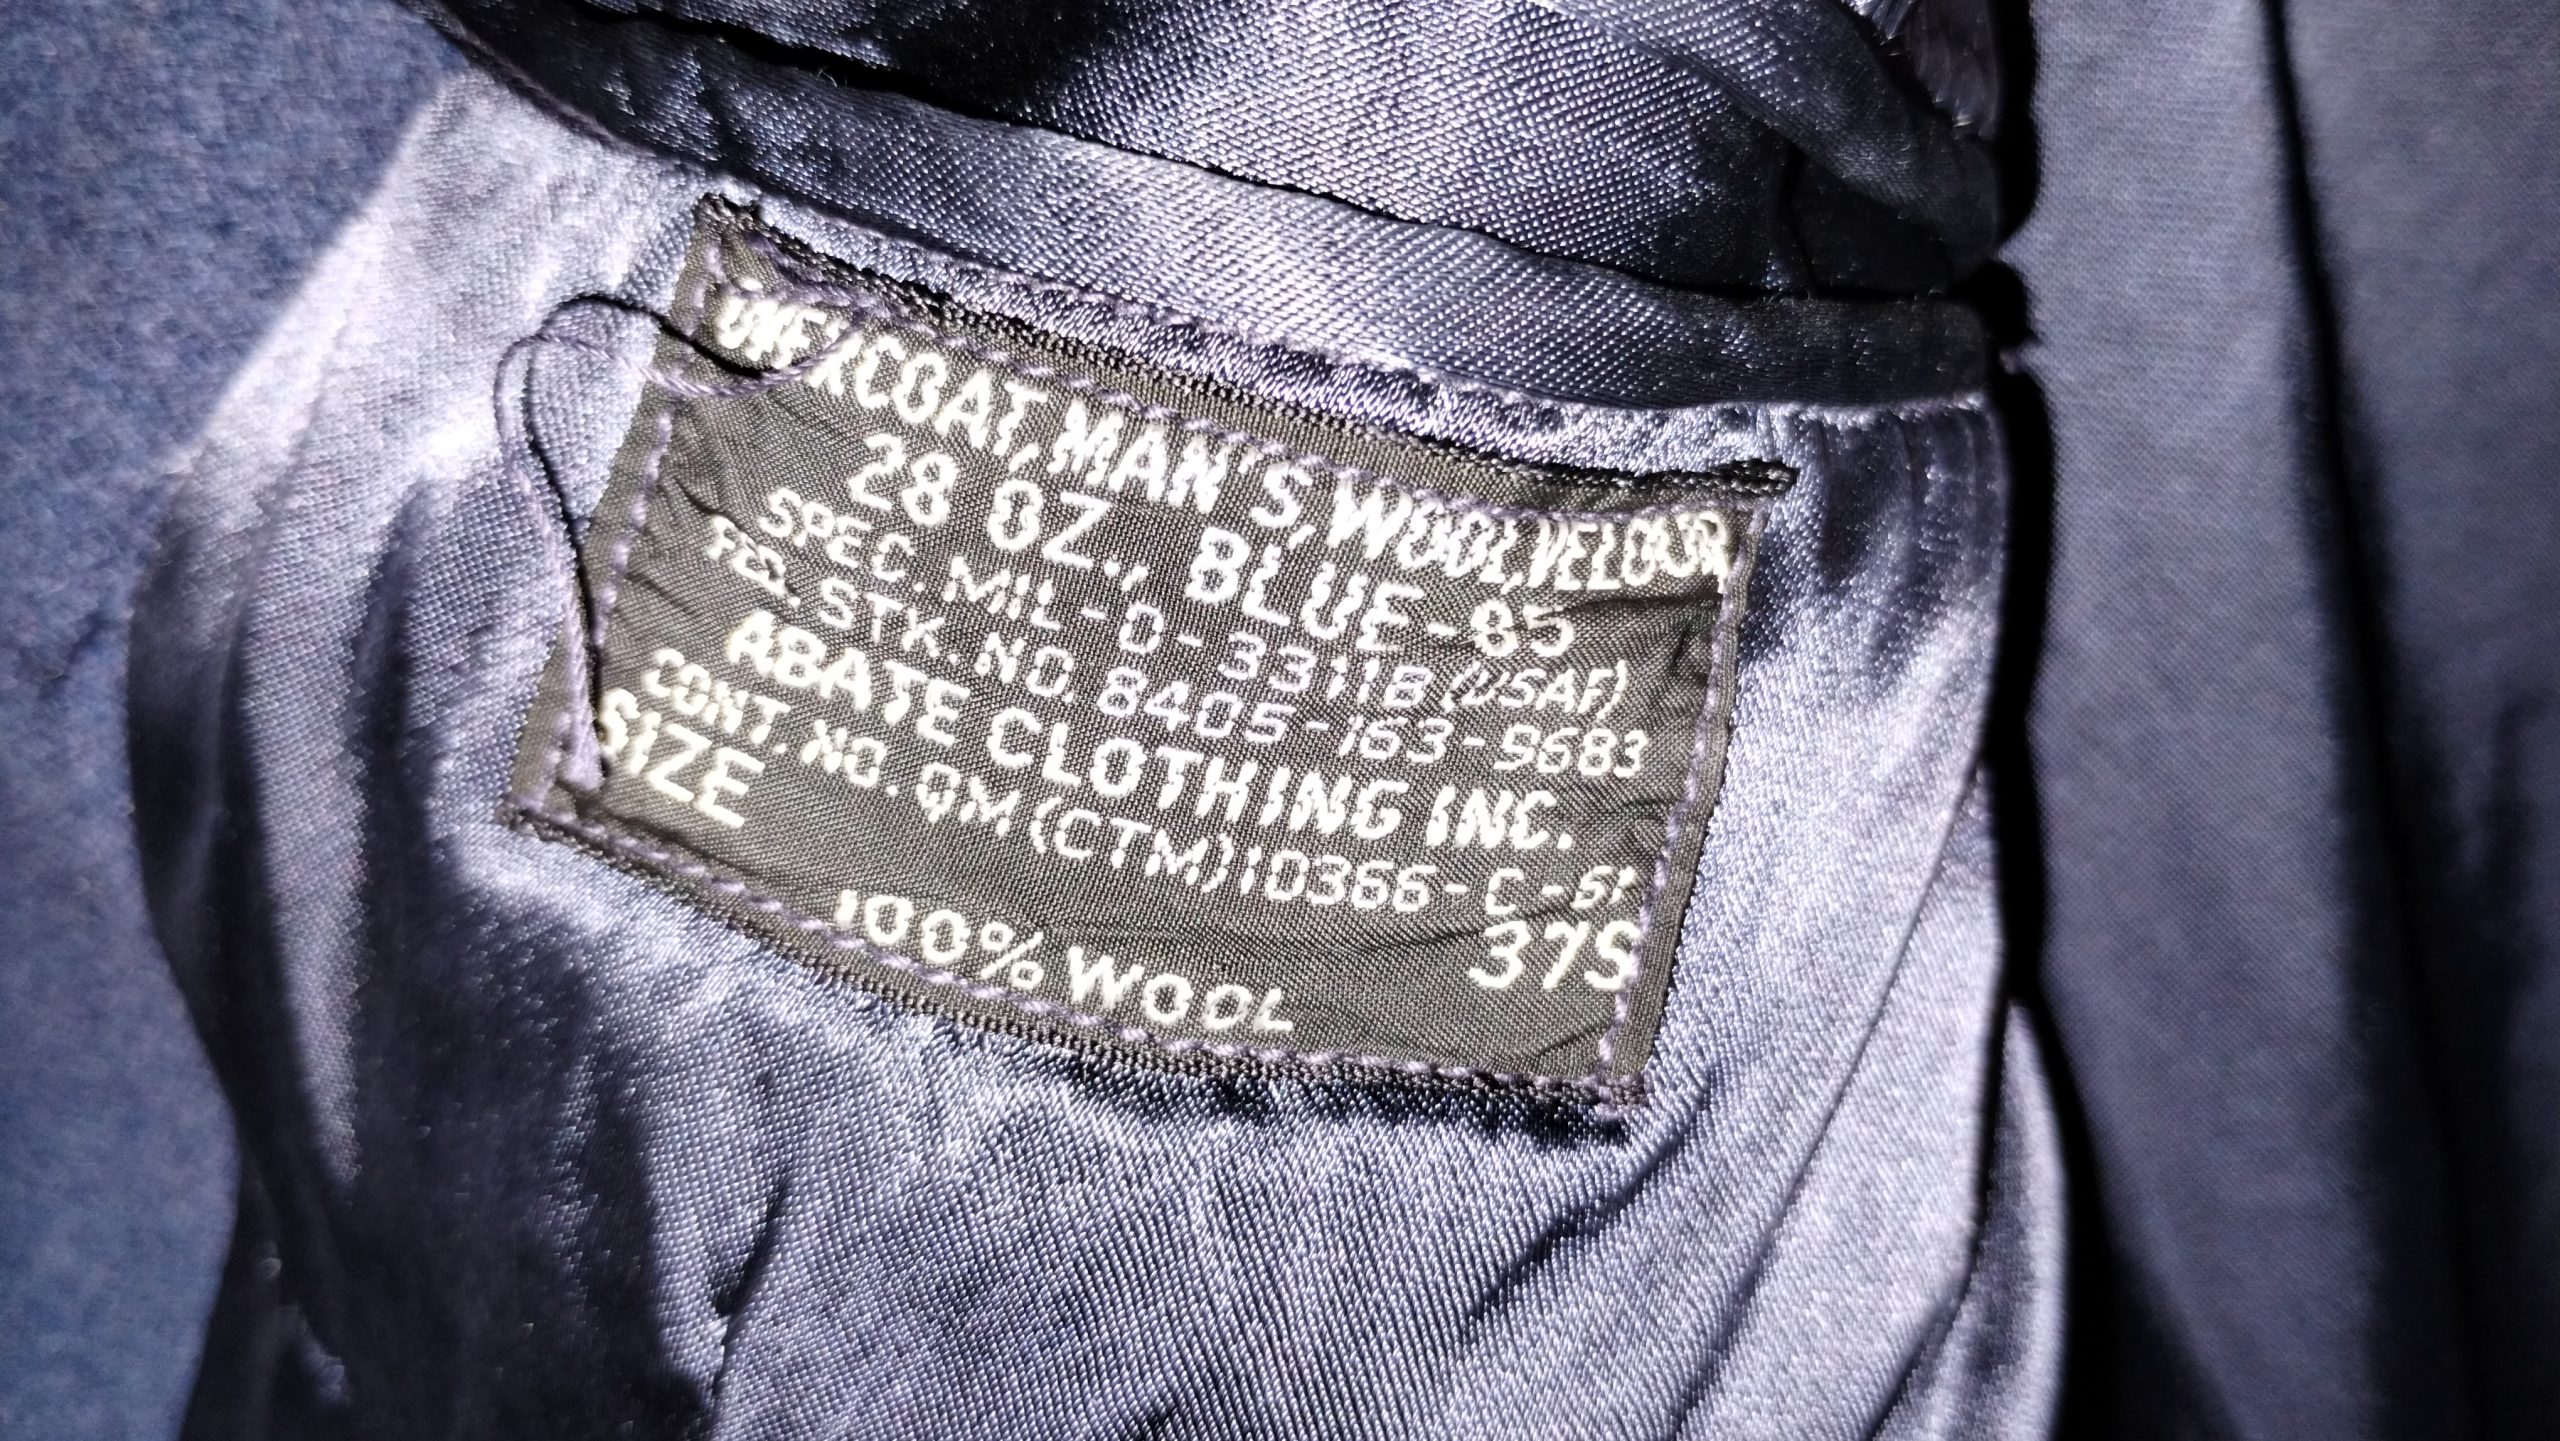 OVERCOAT, MAN'S, WOOL, VELOUR
28 OZ., BLUE-85
SPEC. MIL-O-3311B (USAF)
FED. STK. NO. 8405-163-9683
ABATE CLOTHING INC.
CONT. NO. QM(CTM)10366-C-61
SIZE 37S
100% WOOL